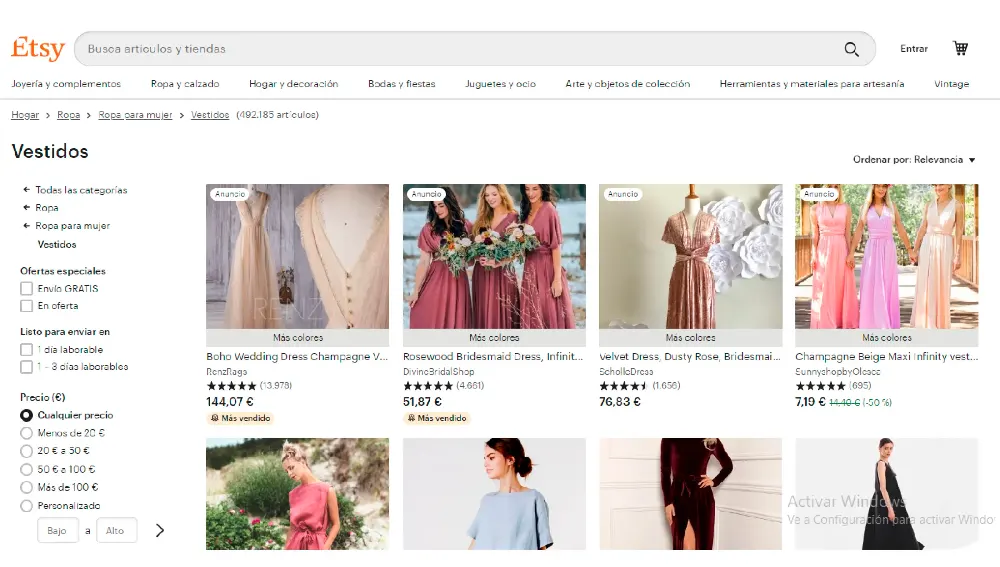 Etsy
Busca artículos y tiendas
Entrar
Joyería y complementos
Ropa y calzado
Hogar y decoración
Bodas y fiestas
Juguetes y ocio
Arte y objetos de colección
Herramientas y materiales para artesanía
Vintage
Hogar > Ropa > Ropa para mujer > Vestidos (492.185 artículos)
Vestidos
Ordenar por: Relevancia
Todas las categorías
Ropa
Ropa para mujer
Vestidos
Ofertas especiales
Envío GRATIS
En oferta
Listo para enviar en
1 día laborable
1 - 3 días laborables
Precio (€)
Cualquier precio
Menos de 20 €
20 € a 50 €
50 € a 100 €
Más de 100 €
Personalizado
Bajo a Alto
Anuncio
RENZ
Más colores
Boho Wedding Dress Champagne V...
RenzRags
(13.978)
144,07 €
Más vendido
Anuncio
Más colores
Rosewood Bridesmaid Dress, Infinit...
DivineBridalShop
(4.661)
51,87 €
Más vendido
Anuncio
Más colores
Velvet Dress, Dusty Rose, Bridesmai...
ScholleDress
(1.656)
76,83 €
Anuncio
Más colores
Champagne Beige Maxi Infinity vest...
SunnyshopbyOlesca
(695)
7,19 € 14,40 € (-50 %)
Activar Windows
Ve a Configuración para activar Windo